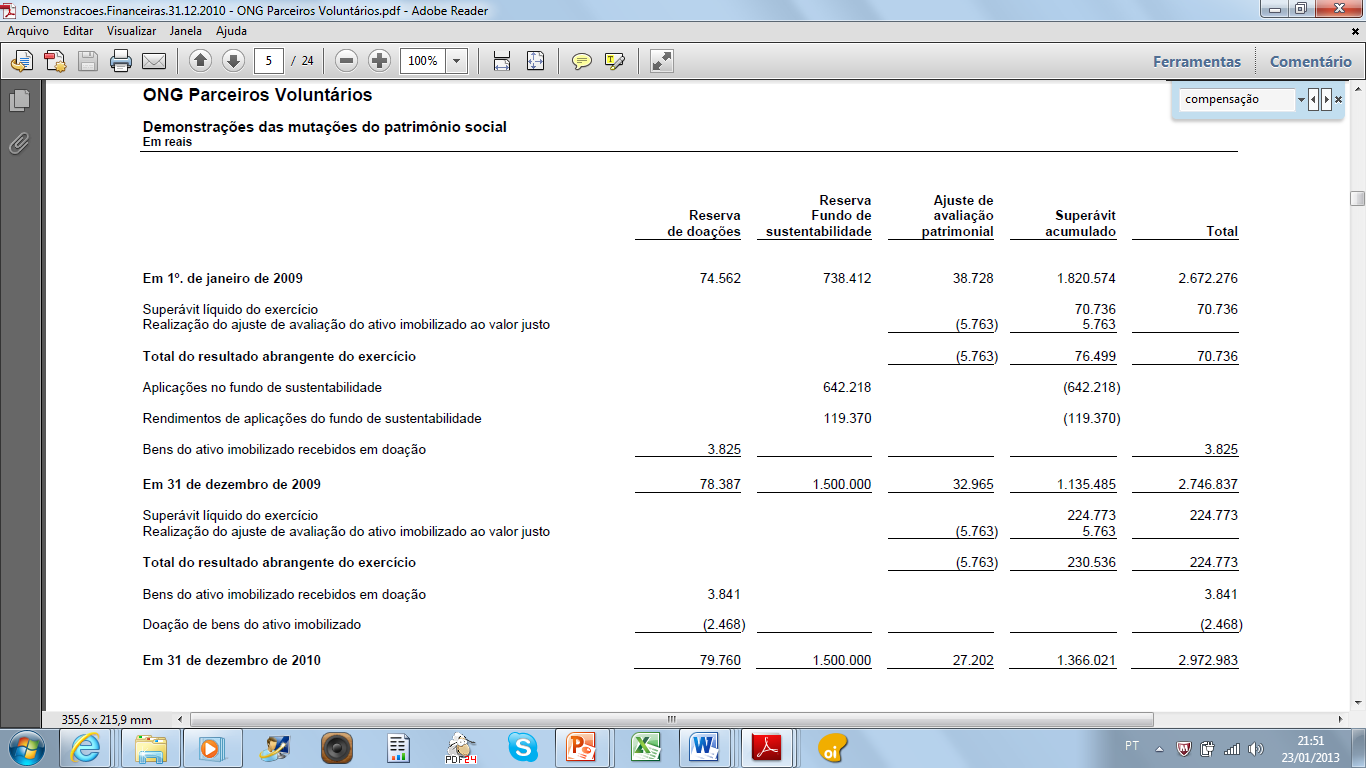 Demonstracoes.Financeiras.31.12.2010 - ONG Parceiros Voluntários.pdf - Adobe Reader
Arquivo Editar Visualizar Janela Ajuda
5 / 24 100% Ferramentas Comentário
compensação
ONG Parceiros Voluntários
Demonstrações das mutações do patrimônio social
Em reais
Reserva Ajuste de
Reserva Fundo de avaliação Superávit
de doações sustentabilidade patrimonial acumulado Total
Em 1º. de janeiro de 2009 74.562 738.412 38.728 1.820.574 2.672.276
Superávit líquido do exercício 70.736 70.736
Realização do ajuste de avaliação do ativo imobilizado ao valor justo (5.763) 5.763
Total do resultado abrangente do exercício (5.763) 76.499 70.736
Aplicações no fundo de sustentabilidade 642.218 (642.218)
Rendimentos de aplicações do fundo de sustentabilidade 119.370 (119.370)
Bens do ativo imobilizado recebidos em doação 3.825 3.825
Em 31 de dezembro de 2009 78.387 1.500.000 32.965 1.135.485 2.746.837
Superávit líquido do exercício 224.773 224.773
Realização do ajuste de avaliação do ativo imobilizado ao valor justo (5.763) 5.763
Total do resultado abrangente do exercício (5.763) 230.536 224.773
Bens do ativo imobilizado recebidos em doação 3.841 3.841
Doação de bens do ativo imobilizado (2.468) (2.468)
Em 31 de dezembro de 2010 79.760 1.500.000 27.202 1.366.021 2.972.983
355,6 x 215,9 mm
PDF24 oi PT 21:51
23/01/2013